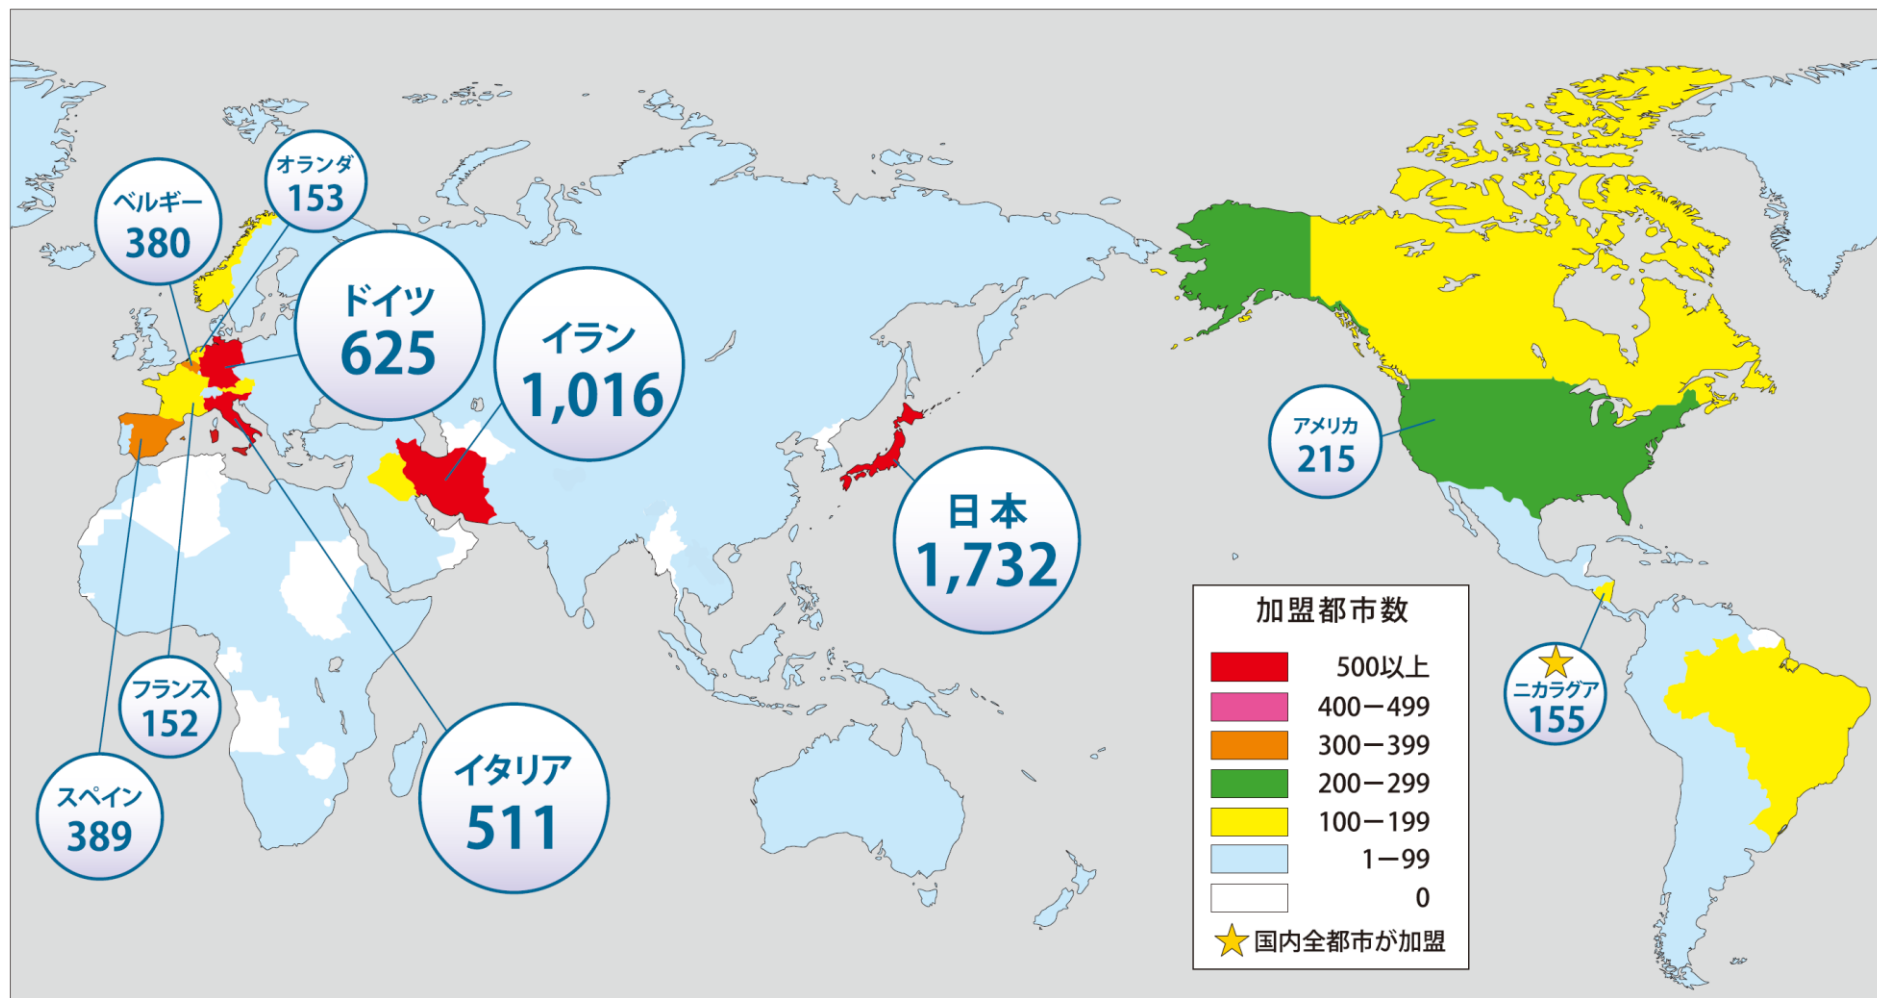 オランダ
153
ベルギー
380
ドイツ
625
イラン
1,016
日本
1,732
アメリカ
215
ニカラグア
155
フランス
152
スペイン
389
イタリア
511
加盟都市数
500以上
400－499
300－399
200－299
100－199
1－99
0
国内全都市が加盟